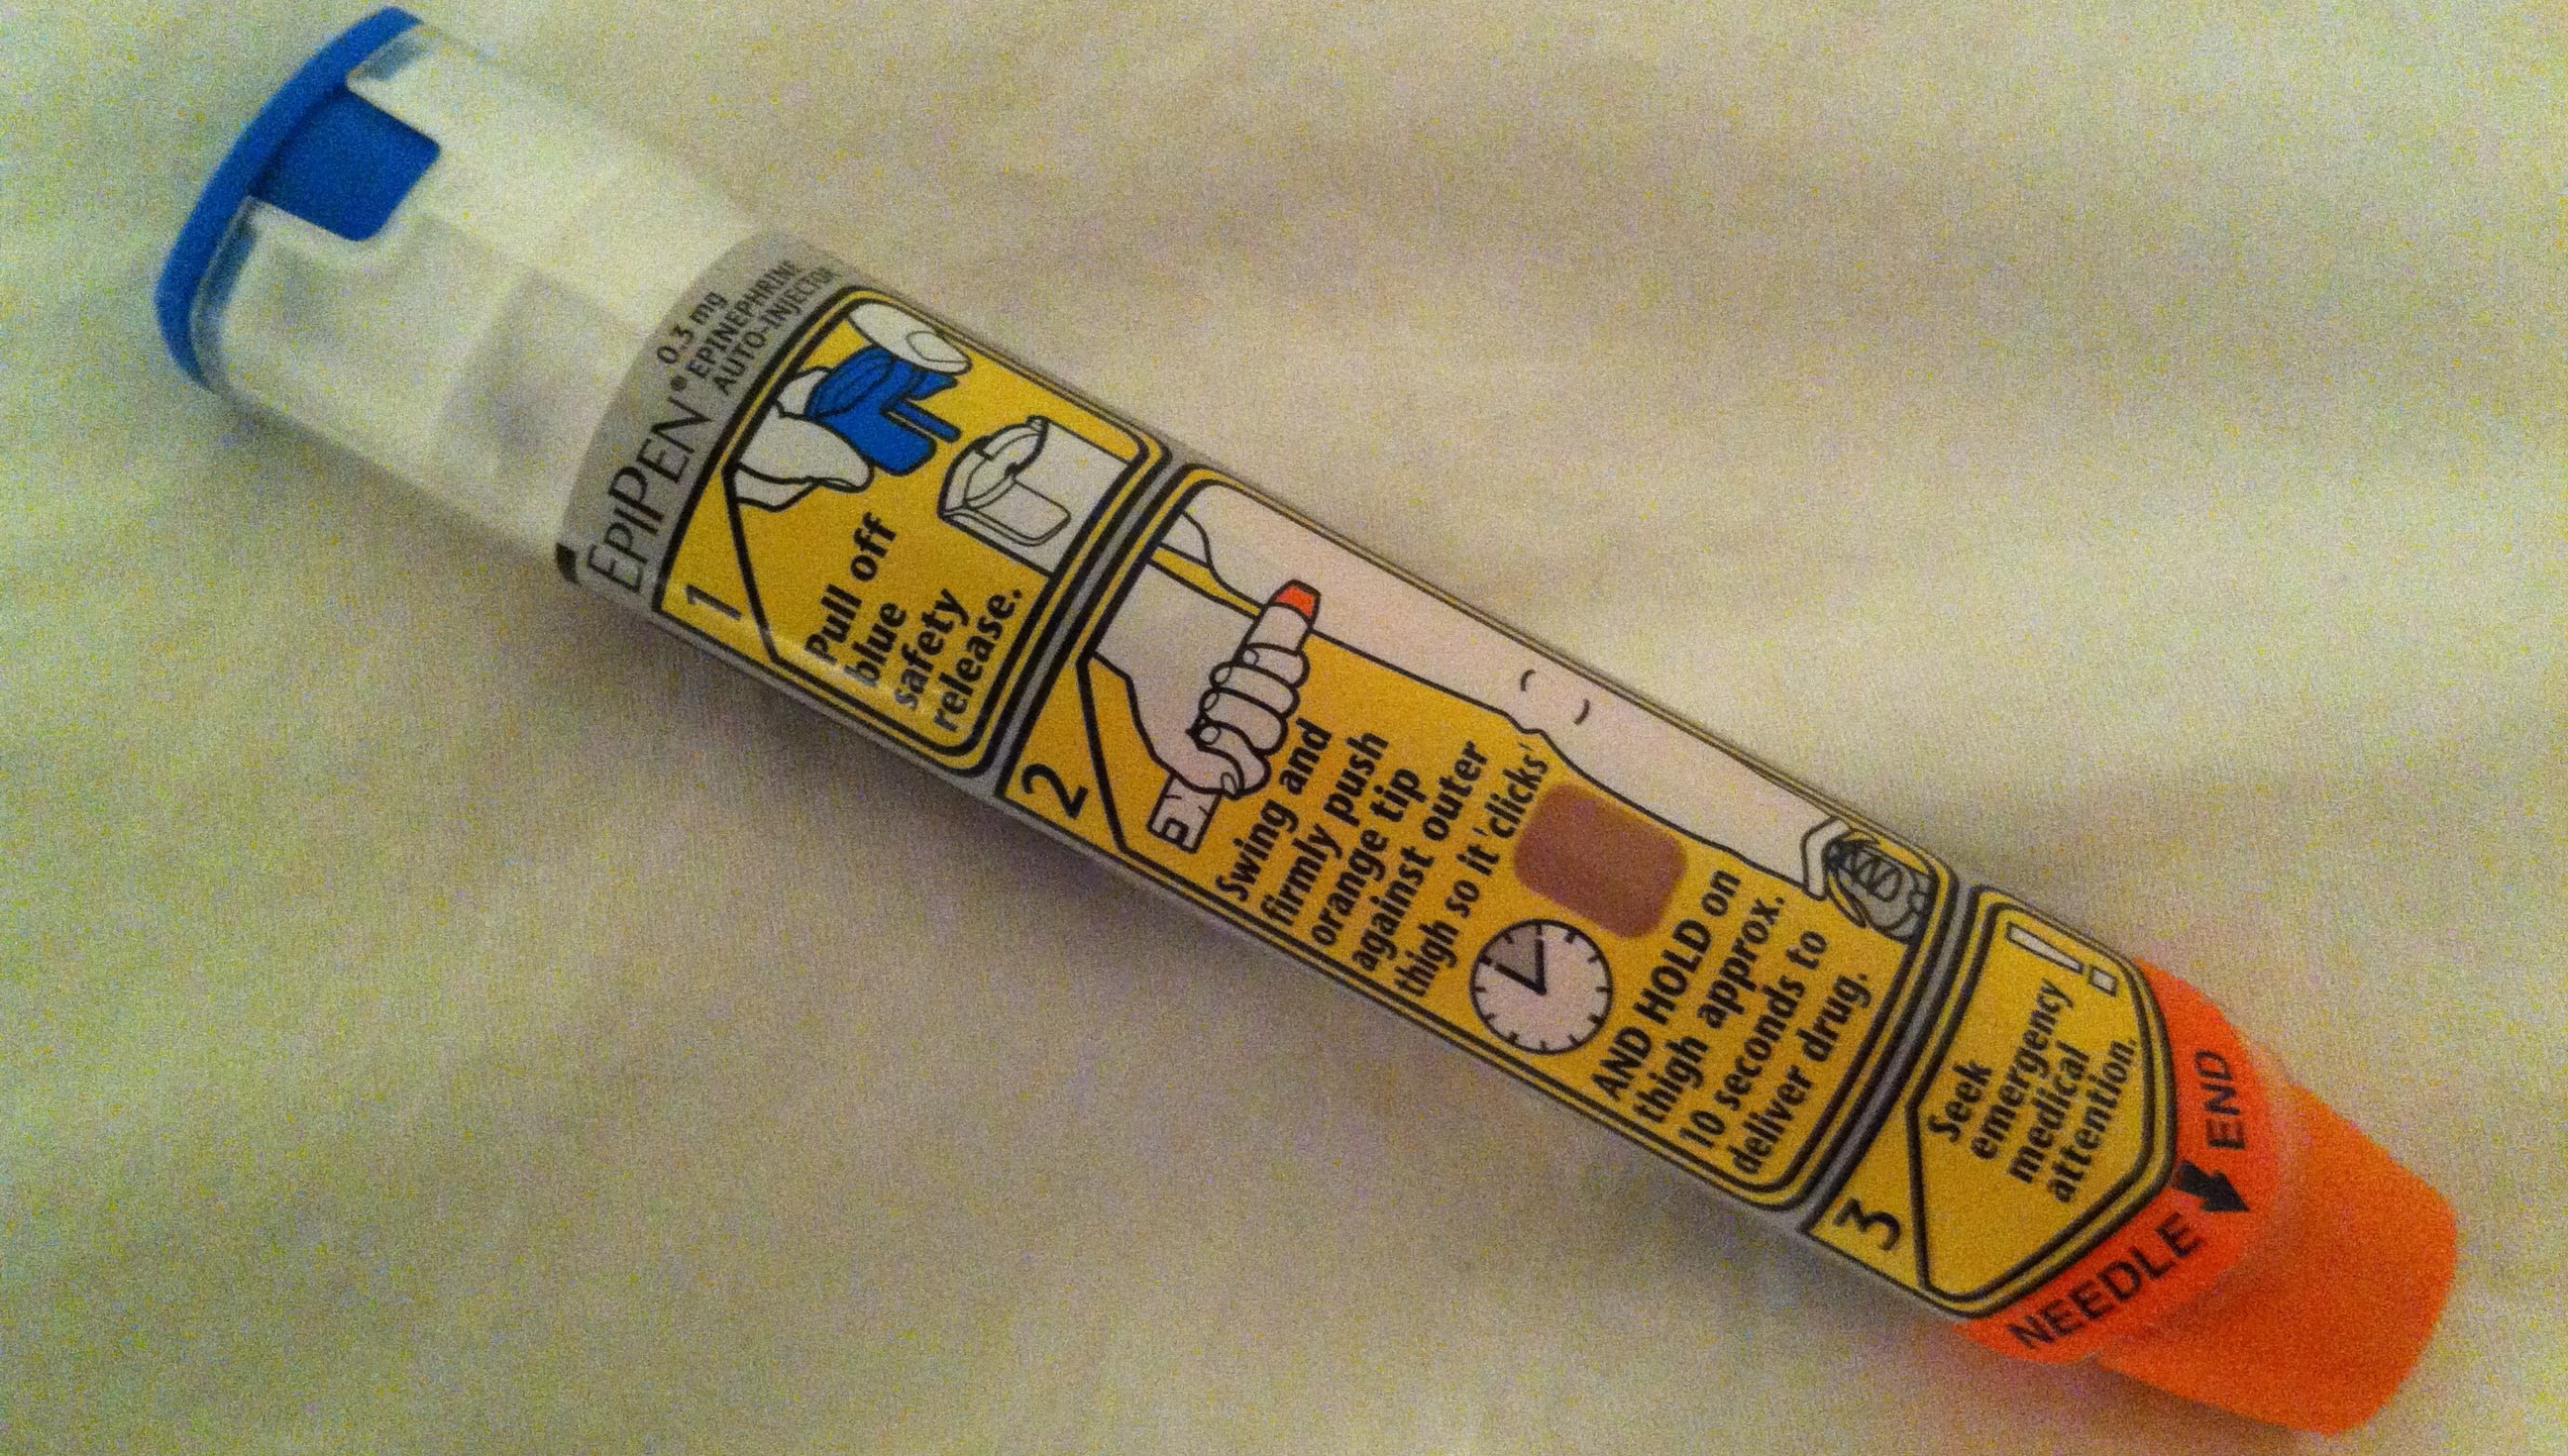 EPIPEN®
0.3 mg
EPINEPHRINE
AUTO-INJECTOR
1
Pull off
blue
safety
release.
2
Swing and
firmly push
orange tip
against outer
thigh so it 'clicks'
AND HOLD on
thigh approx.
10 seconds to
deliver drug.
3
!
Seek
emergency
medical
attention.
NEEDLE END